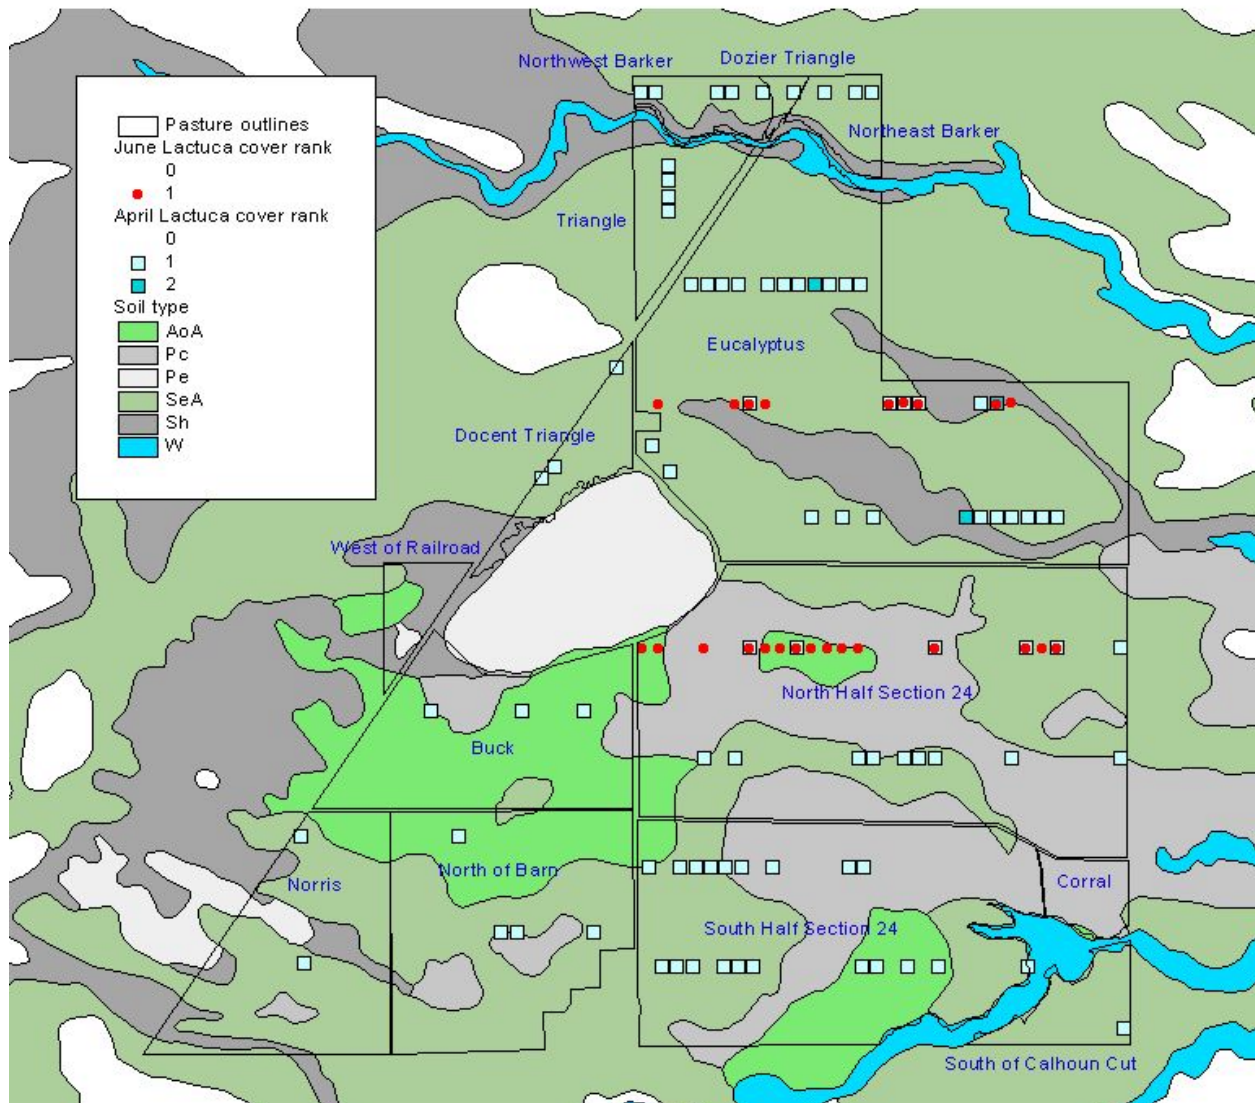 Northwest Barker
Dozier Triangle
Pasture outlines
June Lactuca cover rank
0
1
April Lactuca cover rank
0
1
2
Soil type
AoA
Pc
Pe
SeA
Sh
W
Northeast Barker
Triangle
Eucalyptus
Docent Triangle
West of Railroad
North Half Section 24
Buck
Norris
North of Barn
Corral
South Half Section 24
South of Calhoun Cut